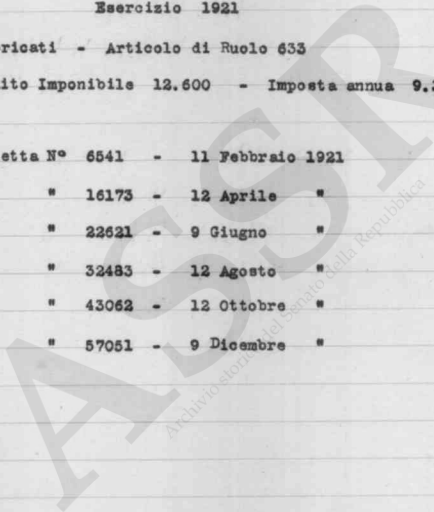 Esercizio 1921
ricati - Articolo di Ruolo 633
ito Imponibile 12.600 - Imposta annua 9.
etta Nº 6541 - 11 Febbraio 1921
" 16173 - 12 Aprile "
" 22621 - 9 Giugno "
" 32483 - 12 Agosto "
" 43062 - 12 Ottobre "
" 57051 - 9 Dicembre "
ASSR
Archivio storico del Senato della Repubblica